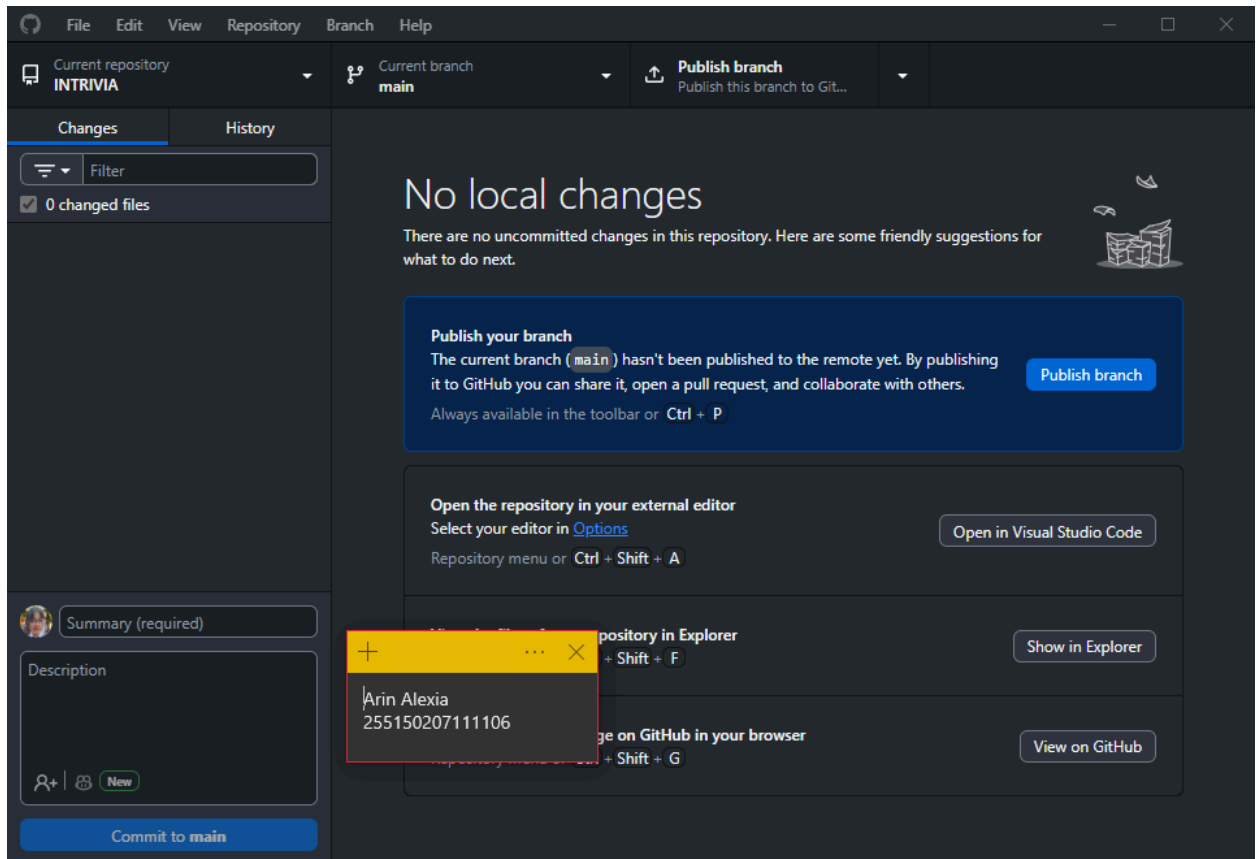 File Edit View Repository Branch Help
Current repository
INTRIVIA
Current branch
main
Publish branch
Publish this branch to Git...
Changes History
Filter
0 changed files
No local changes
There are no uncommitted changes in this repository. Here are some friendly suggestions for
what to do next.
Publish your branch
The current branch (main) hasn't been published to the remote yet. By publishing
it to GitHub you can share it, open a pull request, and collaborate with others.
Always available in the toolbar or Ctrl + P
Publish branch
Open the repository in your external editor
Select your editor in Options
Repository menu or Ctrl + Shift + A
Open in Visual Studio Code
repository in Explorer
+ Shift + F
Show in Explorer
on GitHub in your browser
+ Shift + G
View on GitHub
Arin Alexia
255150207111106
Summary (required)
Description
New
Commit to main